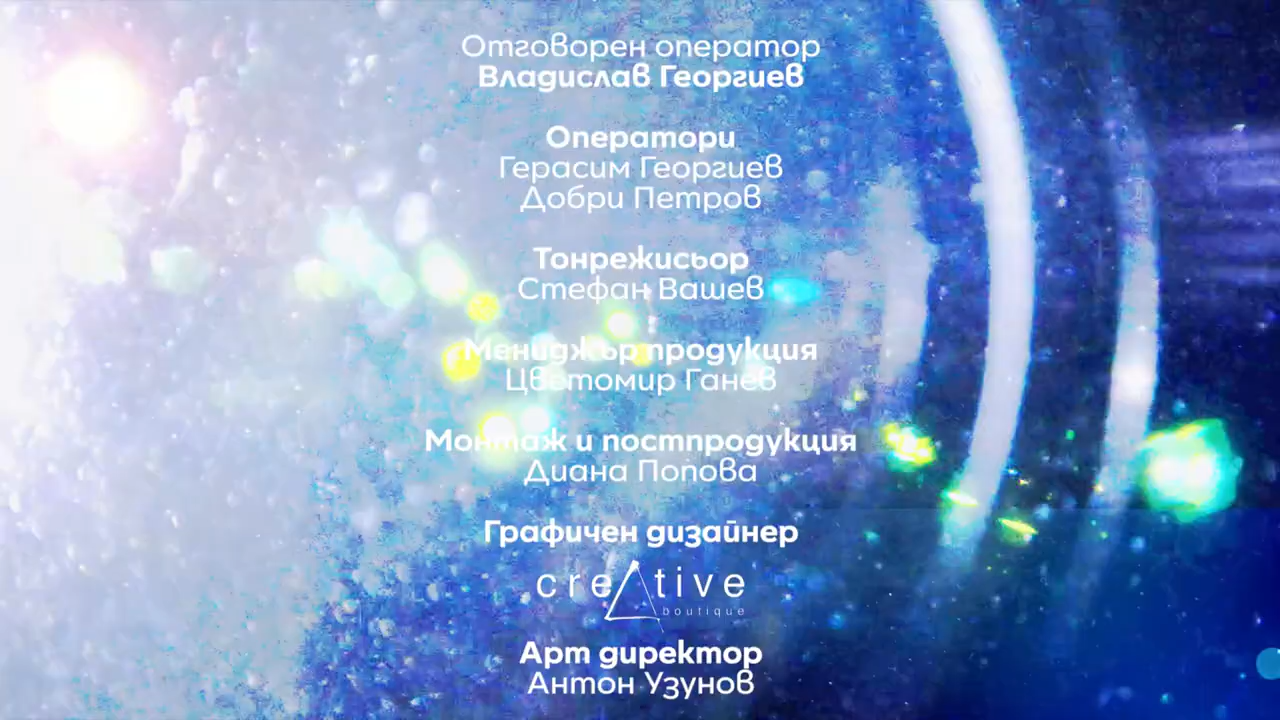 Отговорен оператор
Владислав Георгиев
Оператори
Герасим Георгиев
Добри Петров
Тонрежисьор
Стефан Вашев
Мениджър продукция
Цветомир Ганев
Монтаж и постпродукция
Диана Попова
Графичен дизайнер
creative
boutique
Арт директор
Антон Узунов